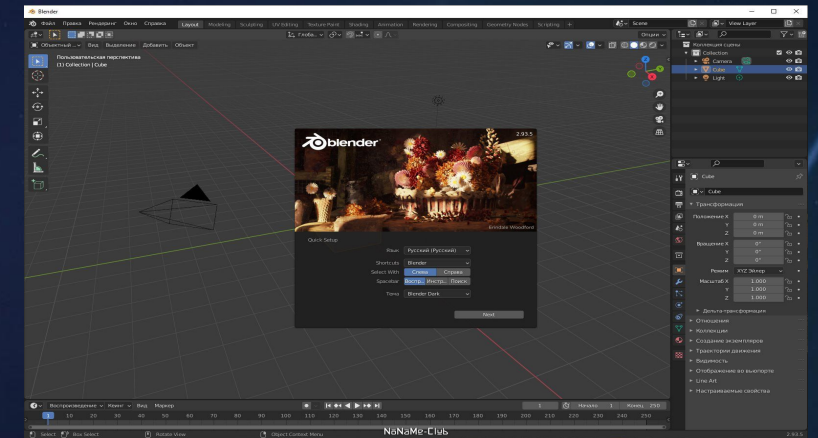 Blender
Файл Правка Рендеринг Окно Справка Layout Modeling Sculpting UV Editing Texture Paint Shading Animation Rendering Compositing Geometry Nodes Scripting + Scene View Layer
Глоба... Опции
Объектный... Вид Выделение Добавить Объект
Пользовательская перспектива
(1) Collection | Cube
Коллекция сцены
Collection
Camera
Cube
Light
blender
2.93.5
Erindale Woodford
Quick Setup
Язык Русский (Русский)
Shortcuts Blender
Select With Слева Справа
Spacebar Воспр... Инстр... Поиск
Тема Blender Dark
Next
Cube
Cube
Трансформация
Положение X 0 m
Y 0 m
Z 0 m
Вращение X 0°
Y 0°
Z 0°
Режим XYZ Эйлер
Масштаб X 1.000
Y 1.000
Z 1.000
Дельта-трансформация
Отношения
Коллекции
Создание экземпляров
Траектории движения
Видимость
Отображение во вьюпорте
Line Art
Настраиваемые свойства
Воспроизведение Кеинг Вид Маркер 1 Начало 1 Конец 250
1 10 20 30 40 50 60 70 80 90 100 110 120 130 140 150 160 170 180 190 200 210 220 230 240 250
Select Box Select Rotate View Object Context Menu 2.93.5
NoNaMe-Club